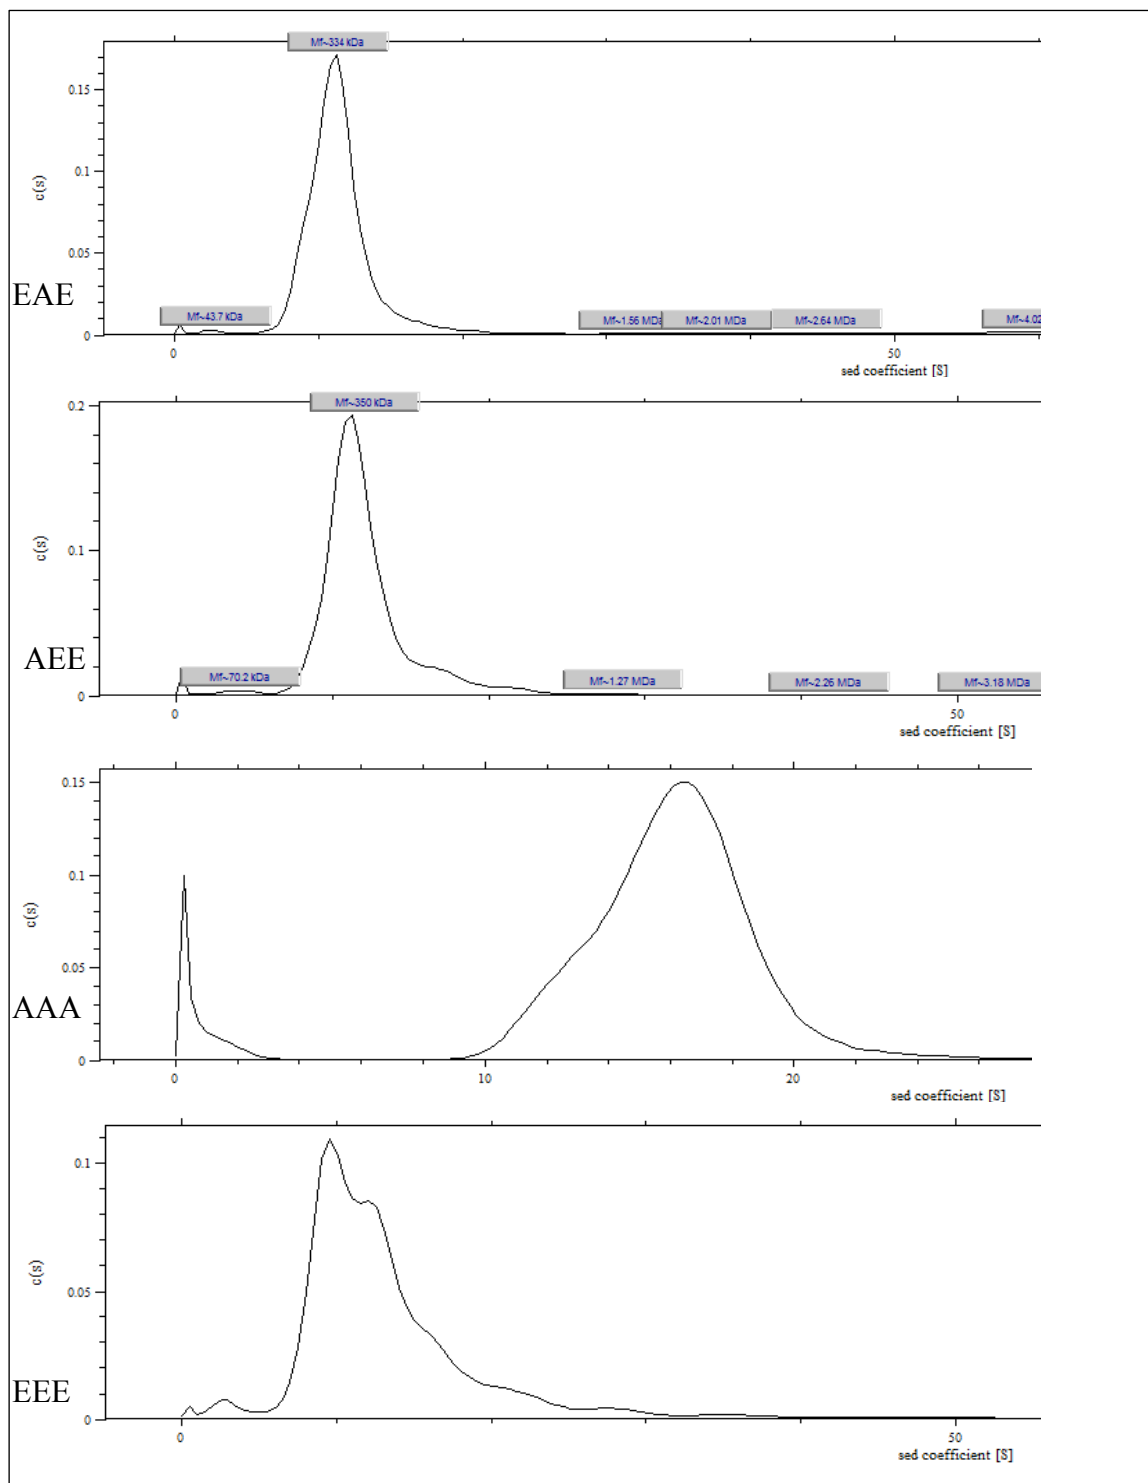 Mf~334 kDa
0.15
0.1
c(s)
0.05
EAE
Mf~43.7 kDa
Mf~1.56 MDa
Mf~2.01 MDa
Mf~2.64 MDa
Mf~4.02
0
0
50
sed coefficient [S]
Mf~350 kDa
0.2
c(s)
0.1
AEE
Mf~70.2 kDa
Mf~1.27 MDa
Mf~2.26 MDa
Mf~3.18 MDa
0
0
50
sed coefficient [S]
0.15
0.1
c(s)
0.05
AAA
0
0
10
20
sed coefficient [S]
0.1
c(s)
0.05
EEE
0
0
50
sed coefficient [S]